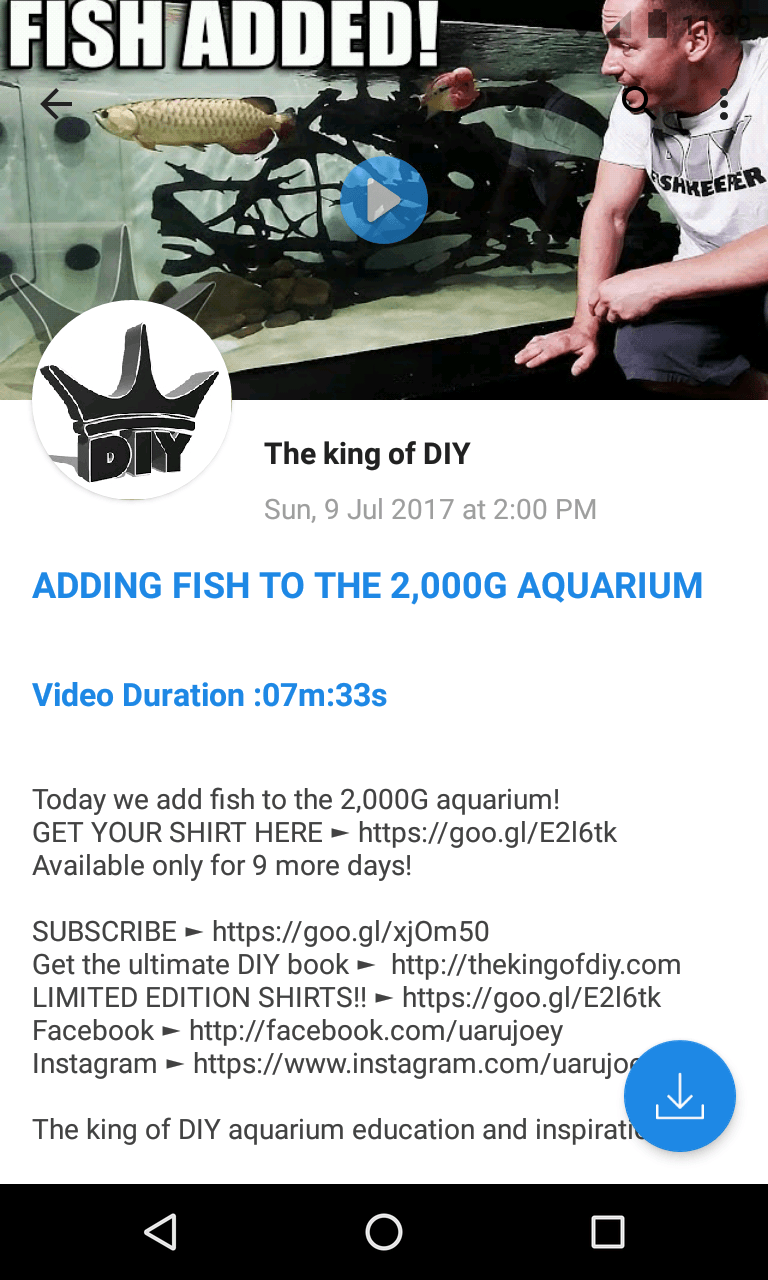 FISH ADDED!
11:39
DIY
FISHKEEPER
DIY
The king of DIY
Sun, 9 Jul 2017 at 2:00 PM
ADDING FISH TO THE 2,000G AQUARIUM
Video Duration :07m:33s
Today we add fish to the 2,000G aquarium!
GET YOUR SHIRT HERE ► https://goo.gl/E2l6tk
Available only for 9 more days!
SUBSCRIBE ► https://goo.gl/xjOm50
Get the ultimate DIY book ► http://thekingofdiy.com
LIMITED EDITION SHIRTS!! ► https://goo.gl/E2l6tk
Facebook ► http://facebook.com/uarujoey
Instagram ► https://www.instagram.com/uarujoe
The king of DIY aquarium education and inspirati